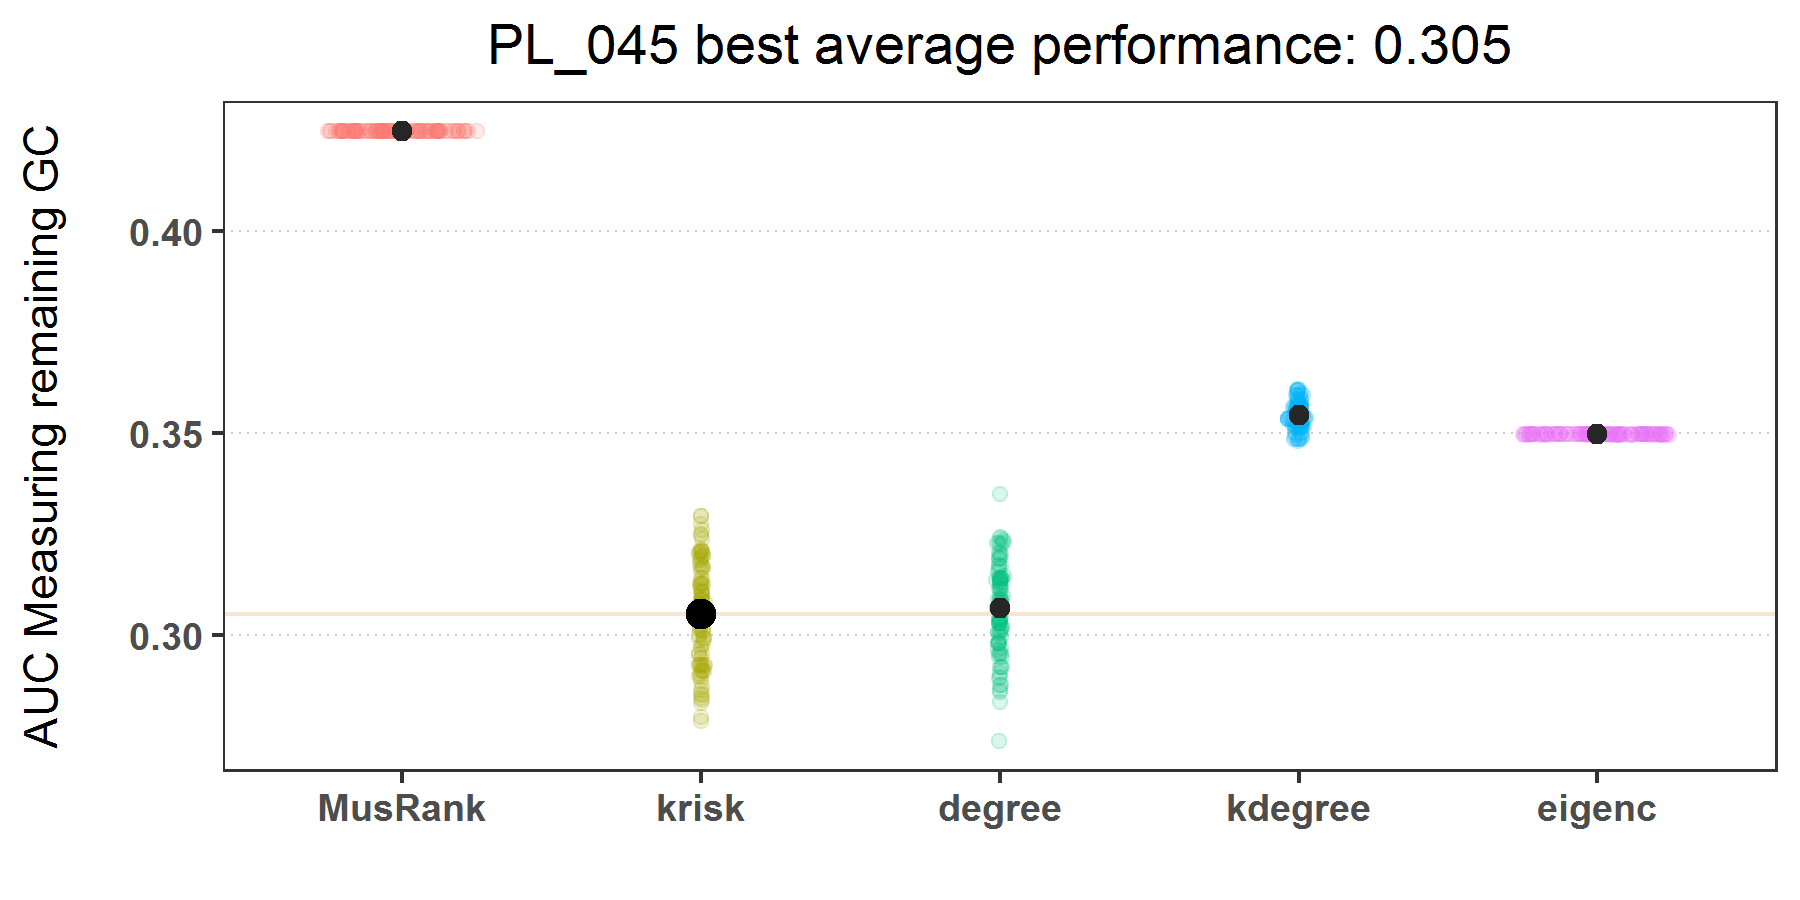 PL_045 best average performance: 0.305
AUC Measuring remaining GC
0.40
0.35
0.30
MusRank krisk degree kdegree eigenc